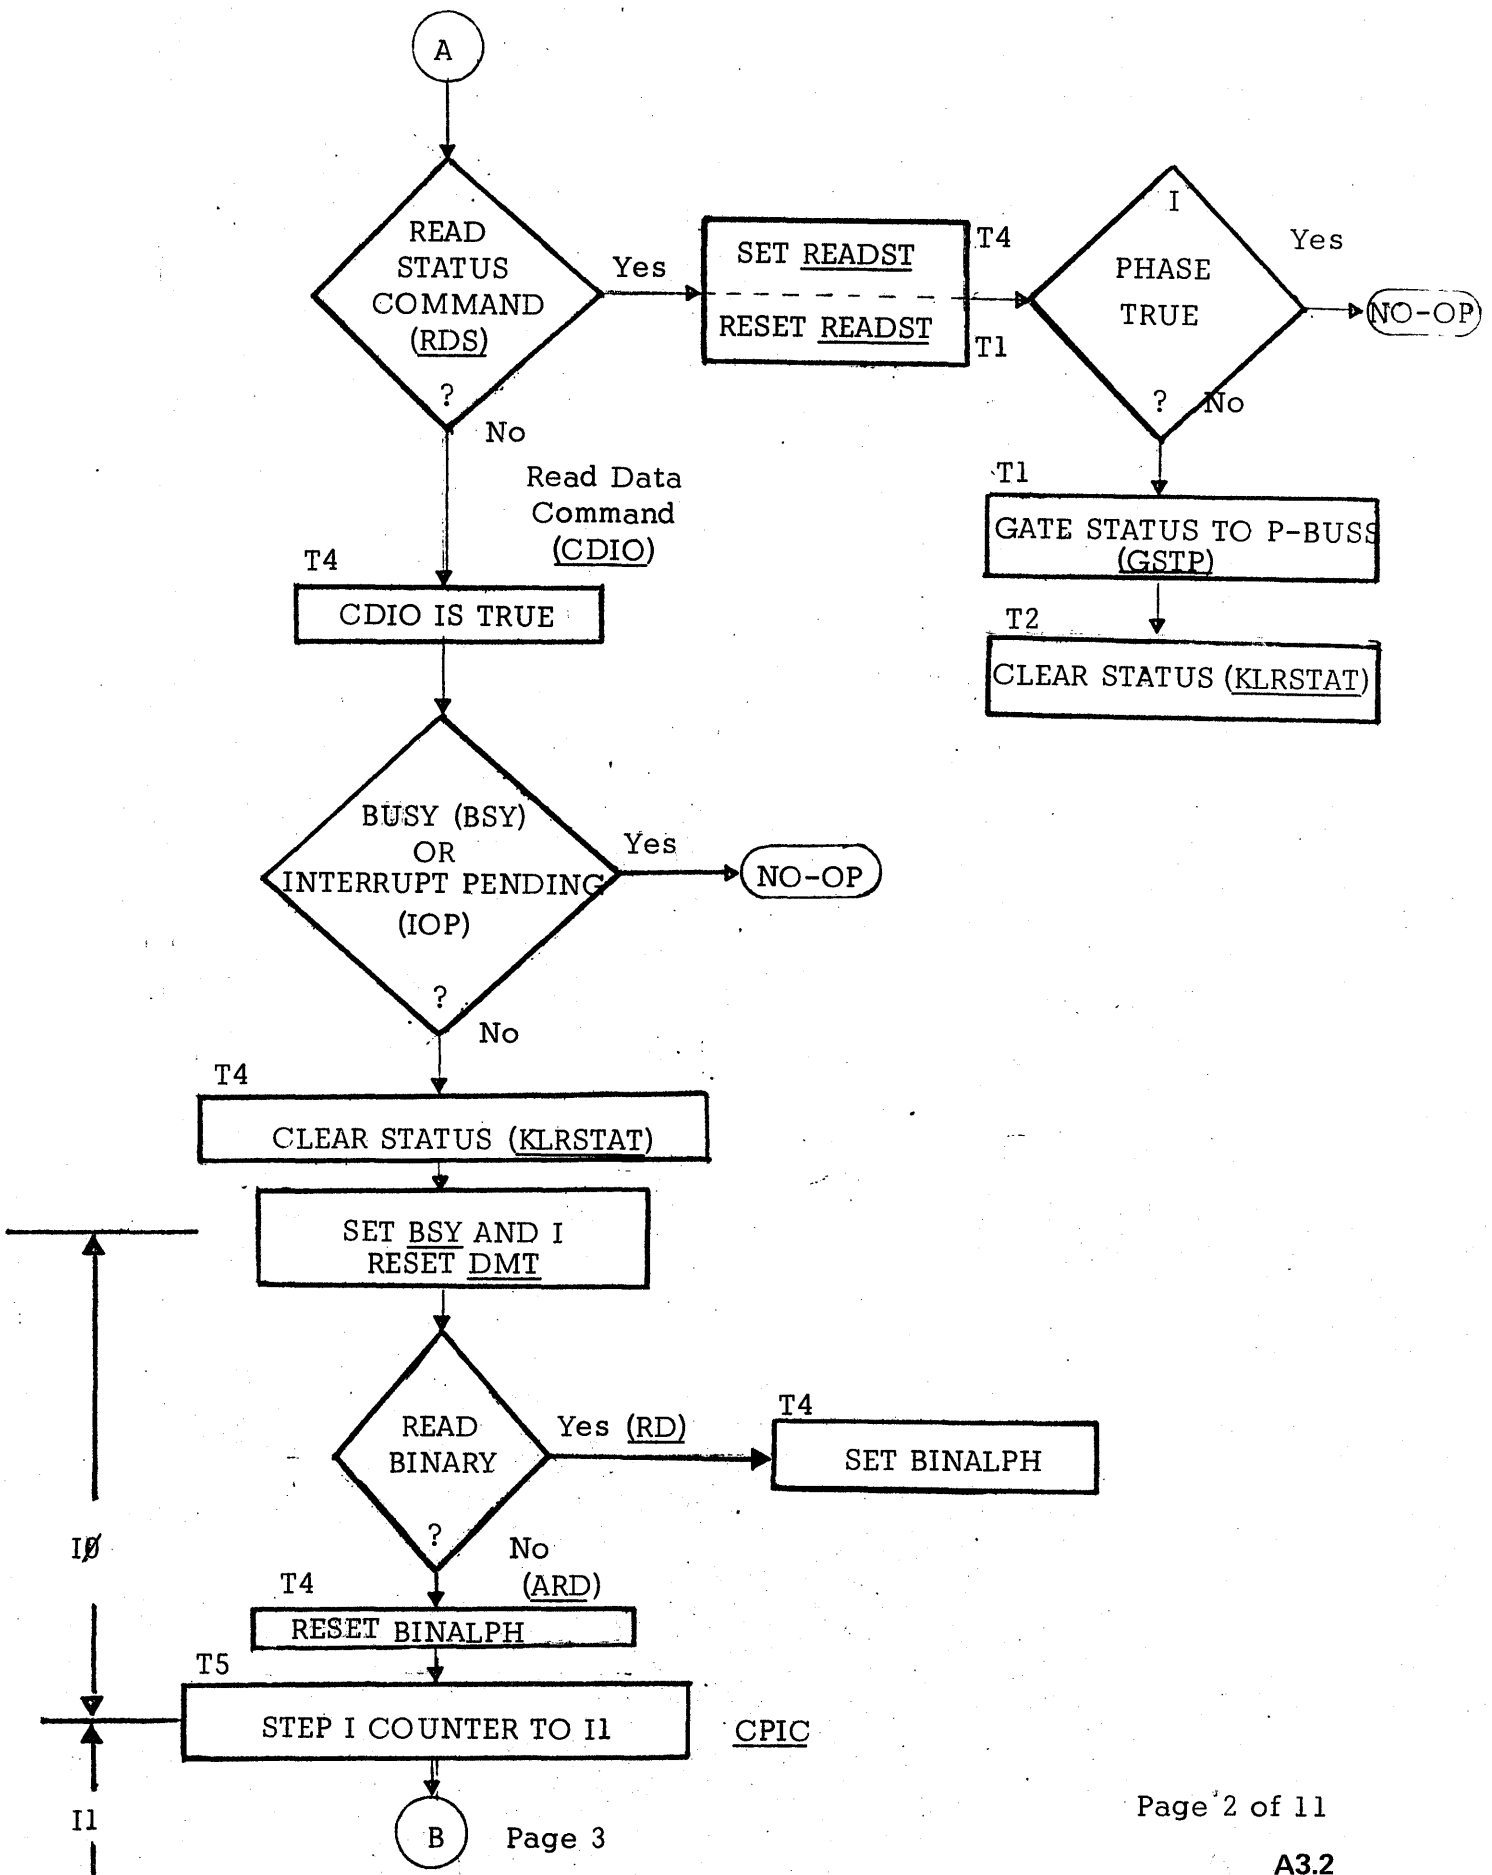 A
READ
STATUS
COMMAND
(RDS)
?
Yes
No
SET READST
RESET READST
T4
T1
I
PHASE
TRUE
?
Yes
NO-OP
No
T1
GATE STATUS TO P-BUSS
(GSTP)
T2
CLEAR STATUS (KLRSTAT)
Read Data
Command
(CDIO)
T4
CDIO IS TRUE
BUSY (BSY)
OR
INTERRUPT PENDING
(IOP)
?
Yes
NO-OP
No
T4
CLEAR STATUS (KLRSTAT)
SET BSY AND I
RESET DMT
READ
BINARY
?
Yes (RD)
T4
SET BINALPH
No
(ARD)
T4
RESET BINALPH
T5
STEP I COUNTER TO I1
CPIC
IØ
I1
B
Page 3
Page 2 of 11
A3.2